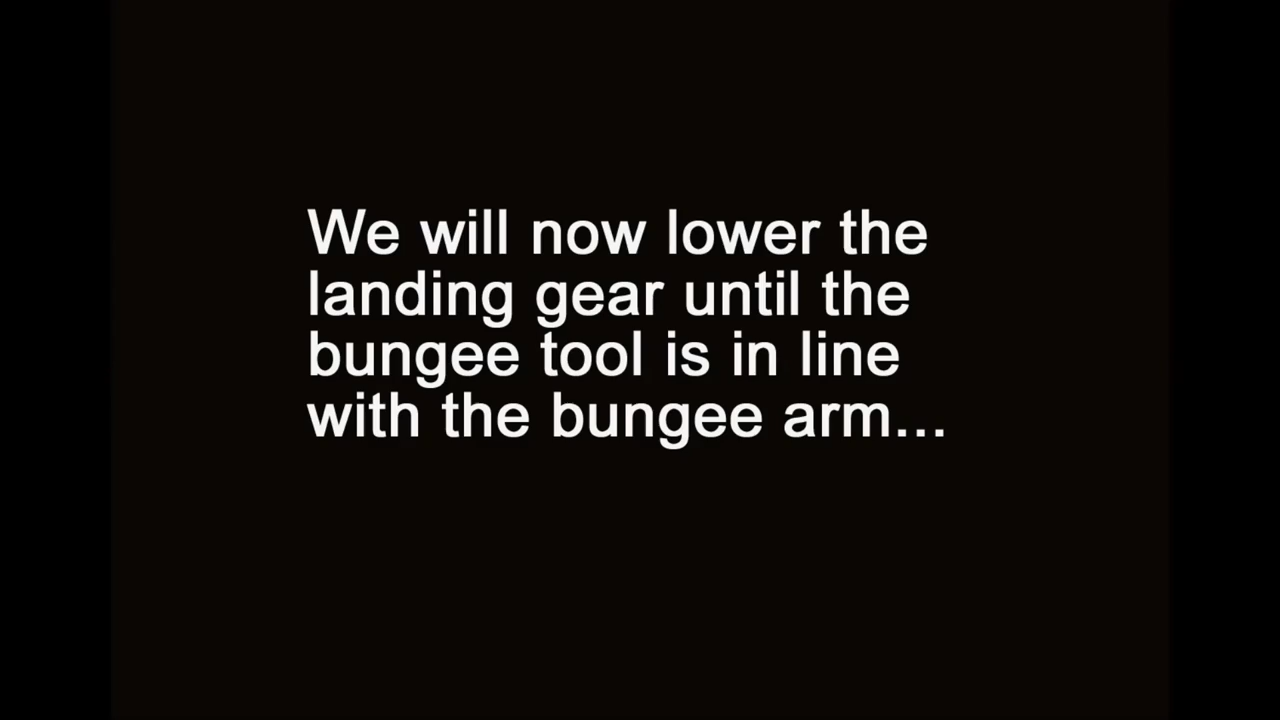 We will now lower the
landing gear until the
bungee tool is in line
with the bungee arm...